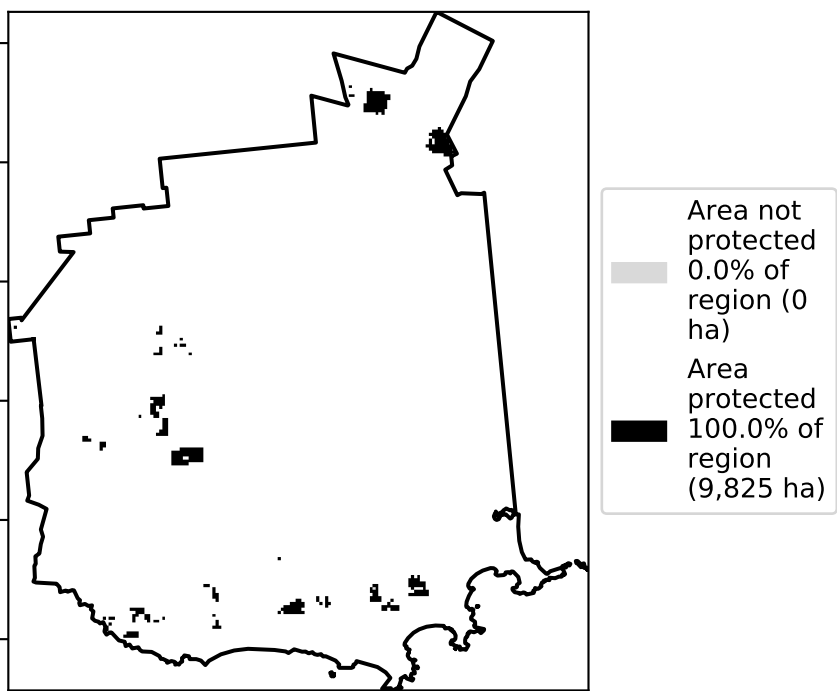 Area not
protected
0.0% of
region (0
ha)
Area
protected
100.0% of
region
(9,825 ha)